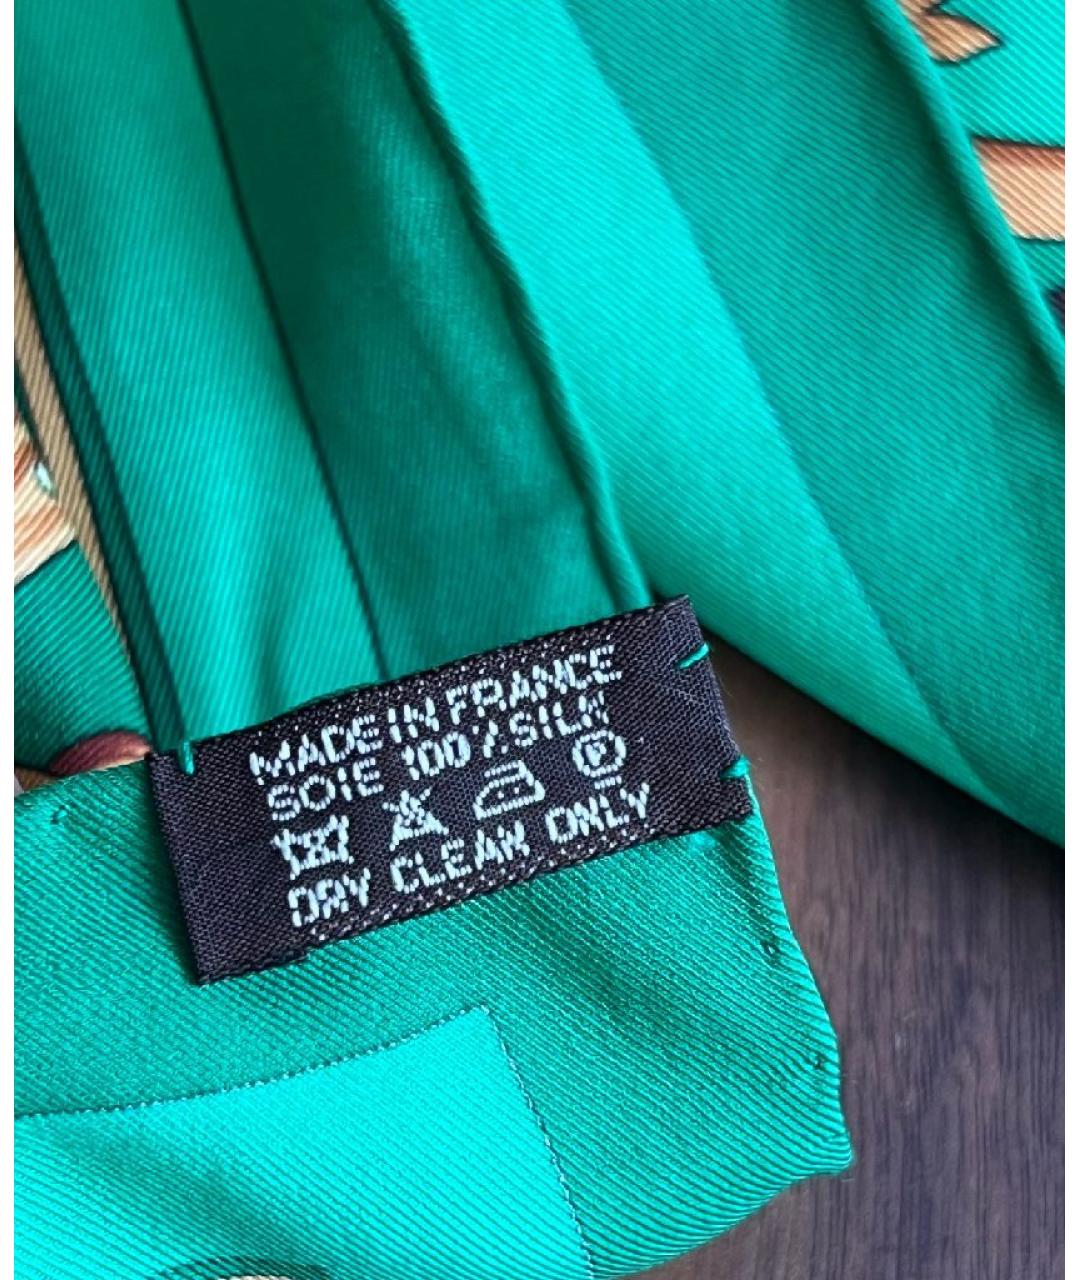 MADE IN FRANCE
SOIE 100% SILK
DRY CLEAN ONLY